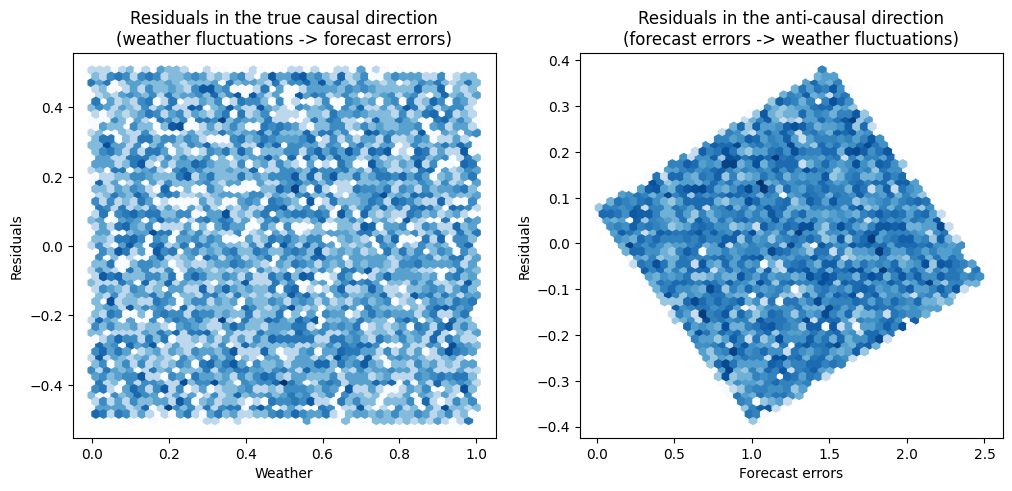 Residuals in the true causal direction
(weather fluctuations -> forecast errors)
0.4
0.2
0.0
−0.2
−0.4
Residuals
0.0 0.2 0.4 0.6 0.8 1.0
Weather
Residuals in the anti-causal direction
(forecast errors -> weather fluctuations)
0.4
0.3
0.2
0.1
0.0
−0.1
−0.2
−0.3
−0.4
Residuals
0.0 0.5 1.0 1.5 2.0 2.5
Forecast errors